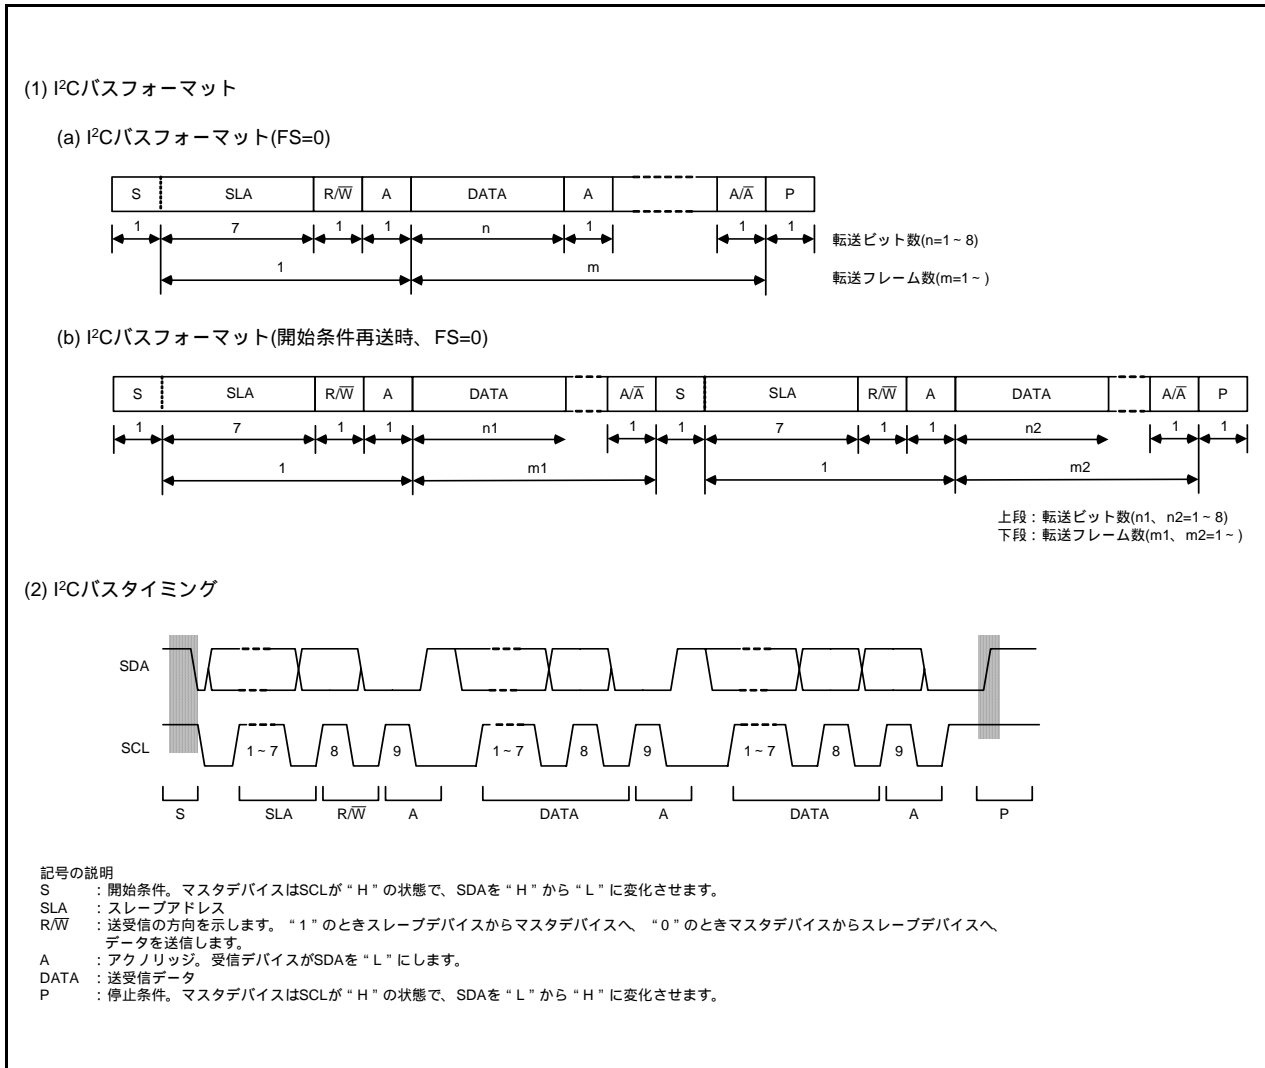 (1) I²Cバスフォーマット
(a) I²Cバスフォーマット(FS=0)
S SLA R/W̅ A DATA A A/A̅ P
1 7 1 1 n 1 1 1 転送ビット数(n=1～8)
1 m 転送フレーム数(m=1～)
(b) I²Cバスフォーマット(開始条件再送時、FS=0)
S SLA R/W̅ A DATA A/A̅ S SLA R/W̅ A DATA A/A̅ P
1 7 1 1 n1 1 1 7 1 1 n2 1 1
1 m1 1 m2
上段：転送ビット数(n1、n2=1～8)
下段：転送フレーム数(m1、m2=1～)
(2) I²Cバスタイミング
SDA
SCL 1～7 8 9 1～7 8 9 1～7 8 9
S SLA R/W̅ A DATA A DATA A P
記号の説明
S ：開始条件。マスタデバイスはSCLが“H”の状態で、SDAを“H”から“L”に変化させます。
SLA ：スレーブアドレス
R/W̅ ：送受信の方向を示します。“1”のときスレーブデバイスからマスタデバイスへ、“0”のときマスタデバイスからスレーブデバイスへ、
データを送信します。
A ：アクノリッジ。受信デバイスがSDAを“L”にします。
DATA ：送受信データ
P ：停止条件。マスタデバイスはSCLが“H”の状態で、SDAを“L”から“H”に変化させます。